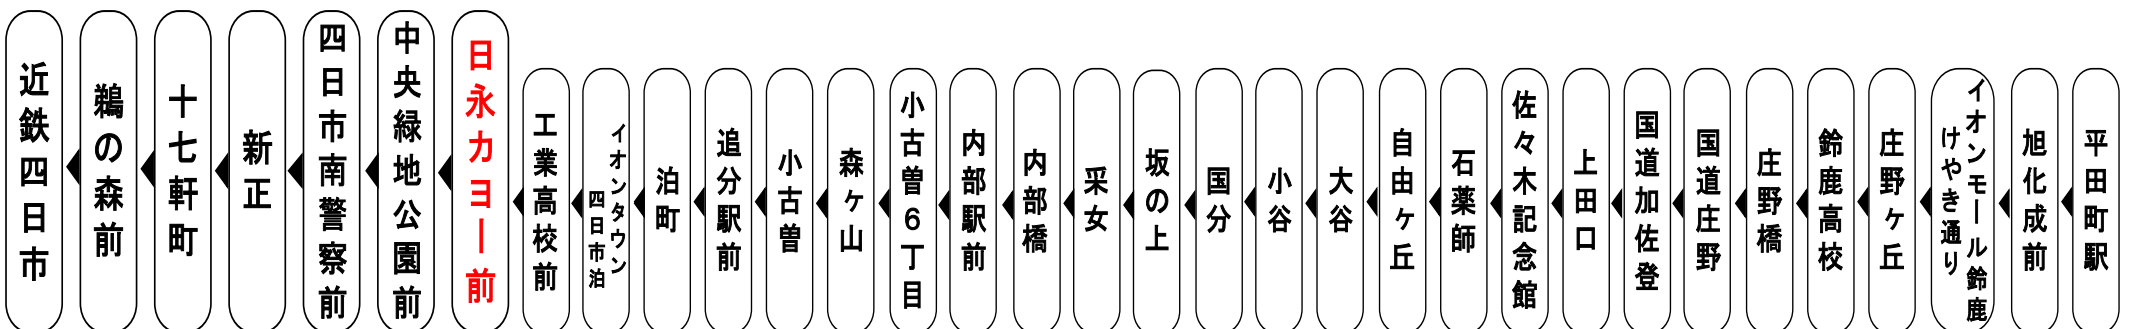 近鉄四日市
鵜の森前
十七軒町
新正
四日市南警察前
中央緑地公園前
日永カヨー前
工業高校前
イオンタウン
四日市泊
泊町
追分駅前
小古曽
森ヶ山
小古曽６丁目
内部駅前
内部橋
采女
坂の上
国分
小谷
大谷
自由ヶ丘
石薬師
佐々木記念館
上田口
国道加佐登
国道庄野
庄野橋
鈴鹿高校
庄野ヶ丘
イオンモール鈴鹿
けやき通り
旭化成前
平田町駅